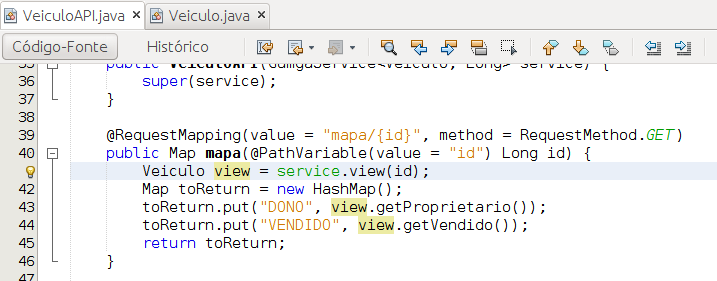 VeiculoAPI.java Veiculo.java
Código-Fonte Histórico
35 public VeiculoAPI(GumgaService<Veiculo, Long> service) {
36 super(service);
37 }
38
39 @RequestMapping(value = "mapa/{id}", method = RequestMethod.GET)
40 public Map mapa(@PathVariable(value = "id") Long id) {
Veiculo view = service.view(id);
42 Map toReturn = new HashMap();
43 toReturn.put("DONO", view.getProprietario());
44 toReturn.put("VENDIDO", view.getVendido());
45 return toReturn;
46 }
47